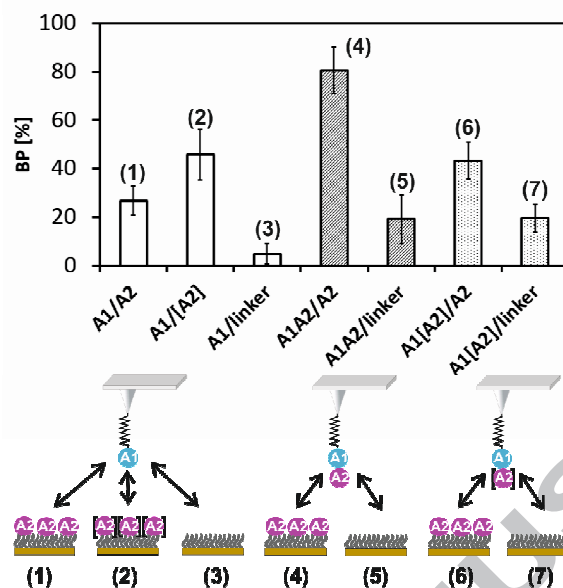 100
80
60
40
20
0
BP [%]
(1)
(2)
(3)
(4)
(5)
(6)
(7)
A1/A2
A1/[A2]
A1/linker
A1A2/A2
A1A2/linker
A1[A2]/A2
A1[A2]/linker
A1
A1
A2
A1
[A2]
A2 A2 A2
[A2][A2][A2]
A2 A2 A2
A2 A2 A2
(1) (2) (3) (4) (5) (6) (7)